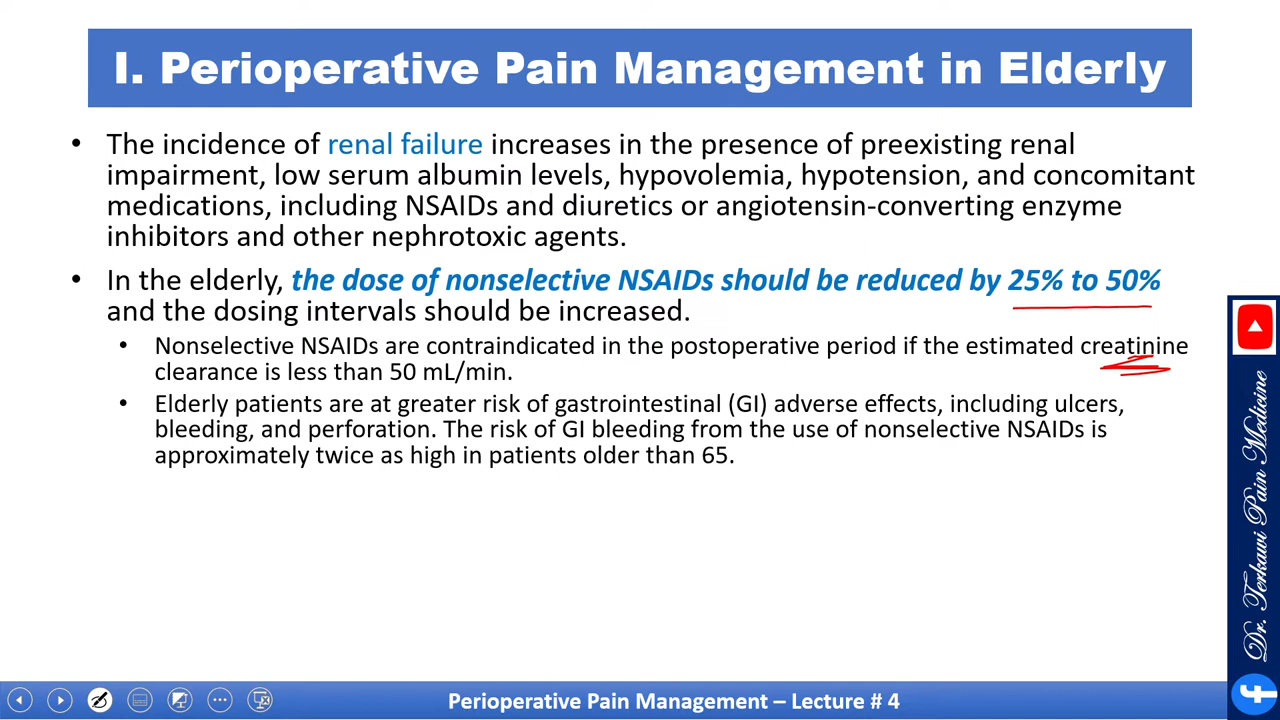 I. Perioperative Pain Management in Elderly
• The incidence of renal failure increases in the presence of preexisting renal
impairment, low serum albumin levels, hypovolemia, hypotension, and concomitant
medications, including NSAIDs and diuretics or angiotensin-converting enzyme
inhibitors and other nephrotoxic agents.
• In the elderly, the dose of nonselective NSAIDs should be reduced by 25% to 50%
and the dosing intervals should be increased.
• Nonselective NSAIDs are contraindicated in the postoperative period if the estimated creatinine
clearance is less than 50 mL/min.
• Elderly patients are at greater risk of gastrointestinal (GI) adverse effects, including ulcers,
bleeding, and perforation. The risk of GI bleeding from the use of nonselective NSAIDs is
approximately twice as high in patients older than 65.
Dr. Terkawi Pain Medicine
Perioperative Pain Management – Lecture # 4